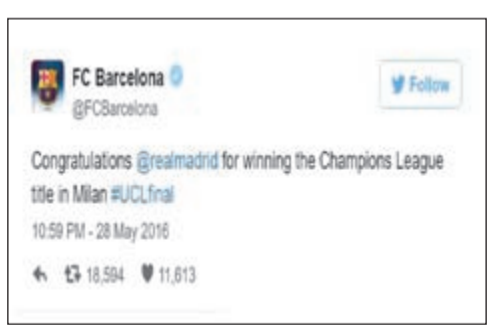 FC Barcelona
@FCBarcelona
Follow
Congratulations @realmadrid for winning the Champions League
title in Milan #UCLfinal
10:59 PM - 28 May 2016
18,594 11,613